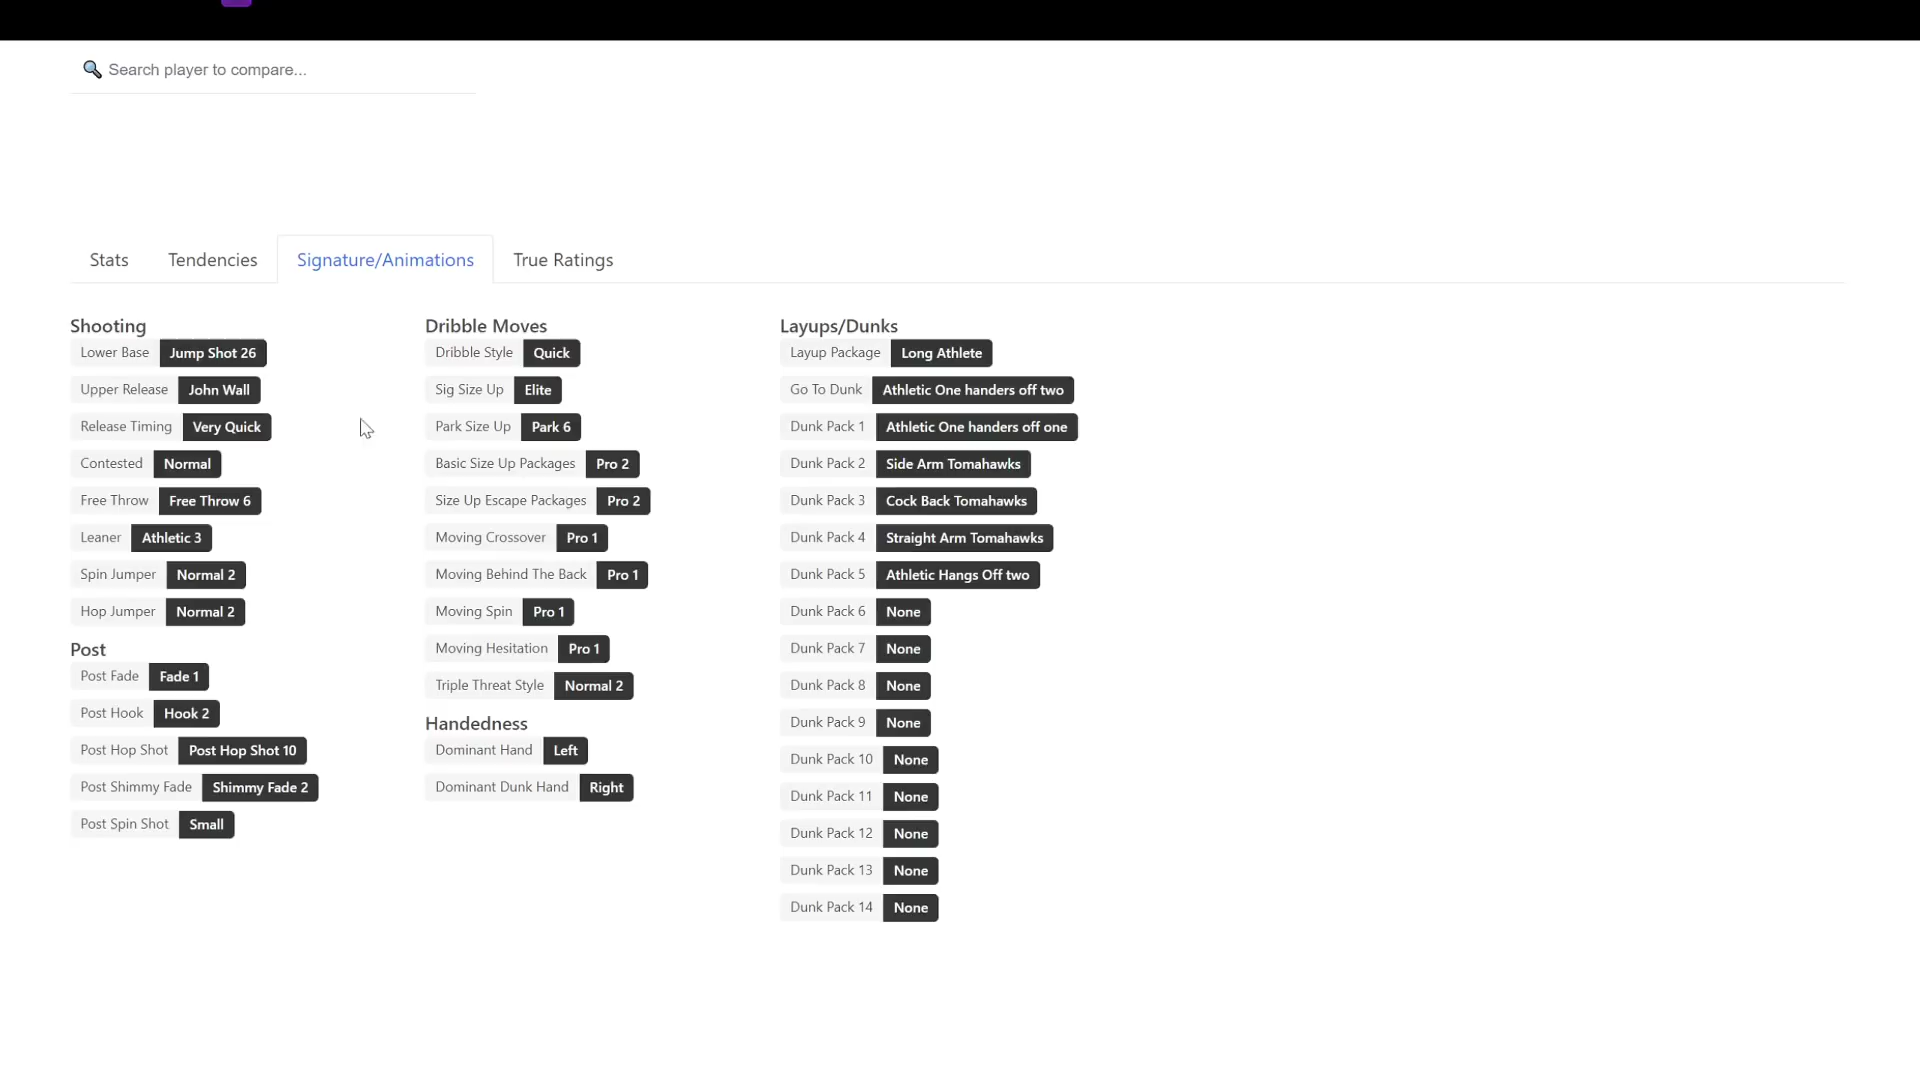 Search player to compare...
Stats
Tendencies
Signature/Animations
True Ratings
Shooting
Lower Base Jump Shot 26
Upper Release John Wall
Release Timing Very Quick
Contested Normal
Free Throw Free Throw 6
Leaner Athletic 3
Spin Jumper Normal 2
Hop Jumper Normal 2
Post
Post Fade Fade 1
Post Hook Hook 2
Post Hop Shot Post Hop Shot 10
Post Shimmy Fade Shimmy Fade 2
Post Spin Shot Small
Dribble Moves
Dribble Style Quick
Sig Size Up Elite
Park Size Up Park 6
Basic Size Up Packages Pro 2
Size Up Escape Packages Pro 2
Moving Crossover Pro 1
Moving Behind The Back Pro 1
Moving Spin Pro 1
Moving Hesitation Pro 1
Triple Threat Style Normal 2
Handedness
Dominant Hand Left
Dominant Dunk Hand Right
Layups/Dunks
Layup Package Long Athlete
Go To Dunk Athletic One handers off two
Dunk Pack 1 Athletic One handers off one
Dunk Pack 2 Side Arm Tomahawks
Dunk Pack 3 Cock Back Tomahawks
Dunk Pack 4 Straight Arm Tomahawks
Dunk Pack 5 Athletic Hangs Off two
Dunk Pack 6 None
Dunk Pack 7 None
Dunk Pack 8 None
Dunk Pack 9 None
Dunk Pack 10 None
Dunk Pack 11 None
Dunk Pack 12 None
Dunk Pack 13 None
Dunk Pack 14 None